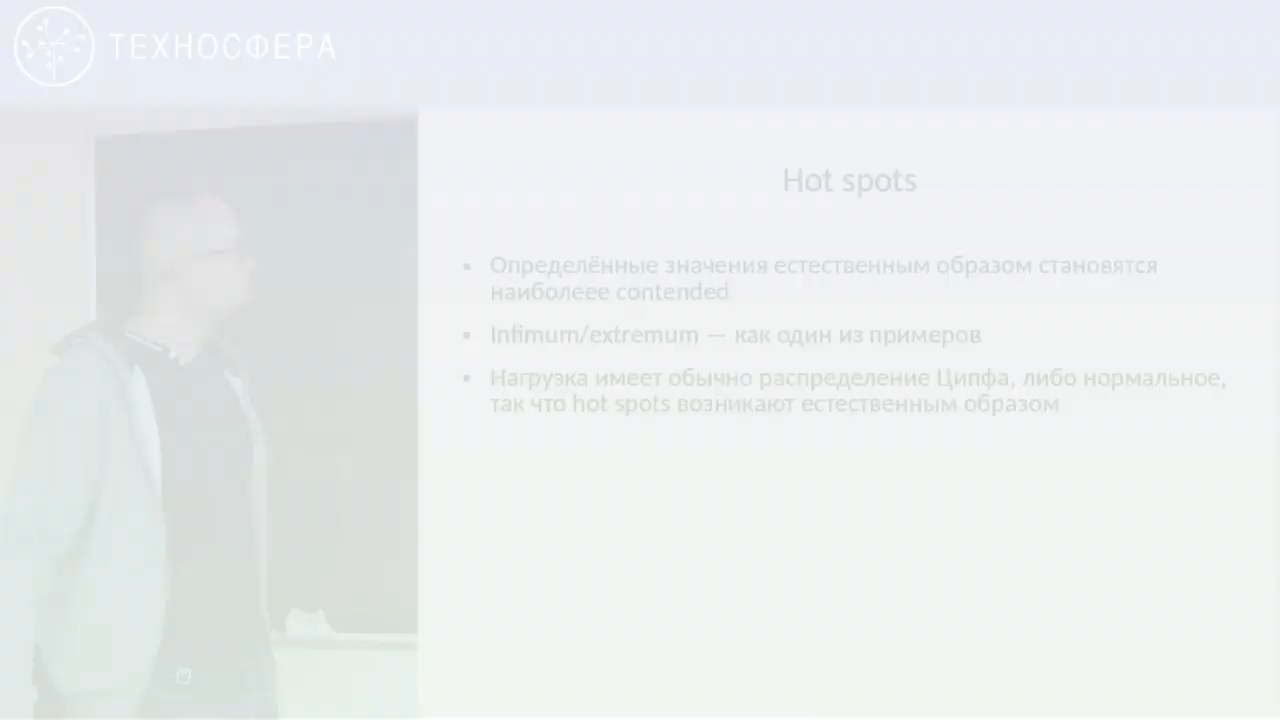 ТЕХНОСФЕРА
Hot spots
• Определённые значения естественным образом становятся
наиболеее contended
• Infimum/extremum — как один из примеров
• Нагрузка имеет обычно распределение Ципфа, либо нормальное,
так что hot spots возникают естественным образом